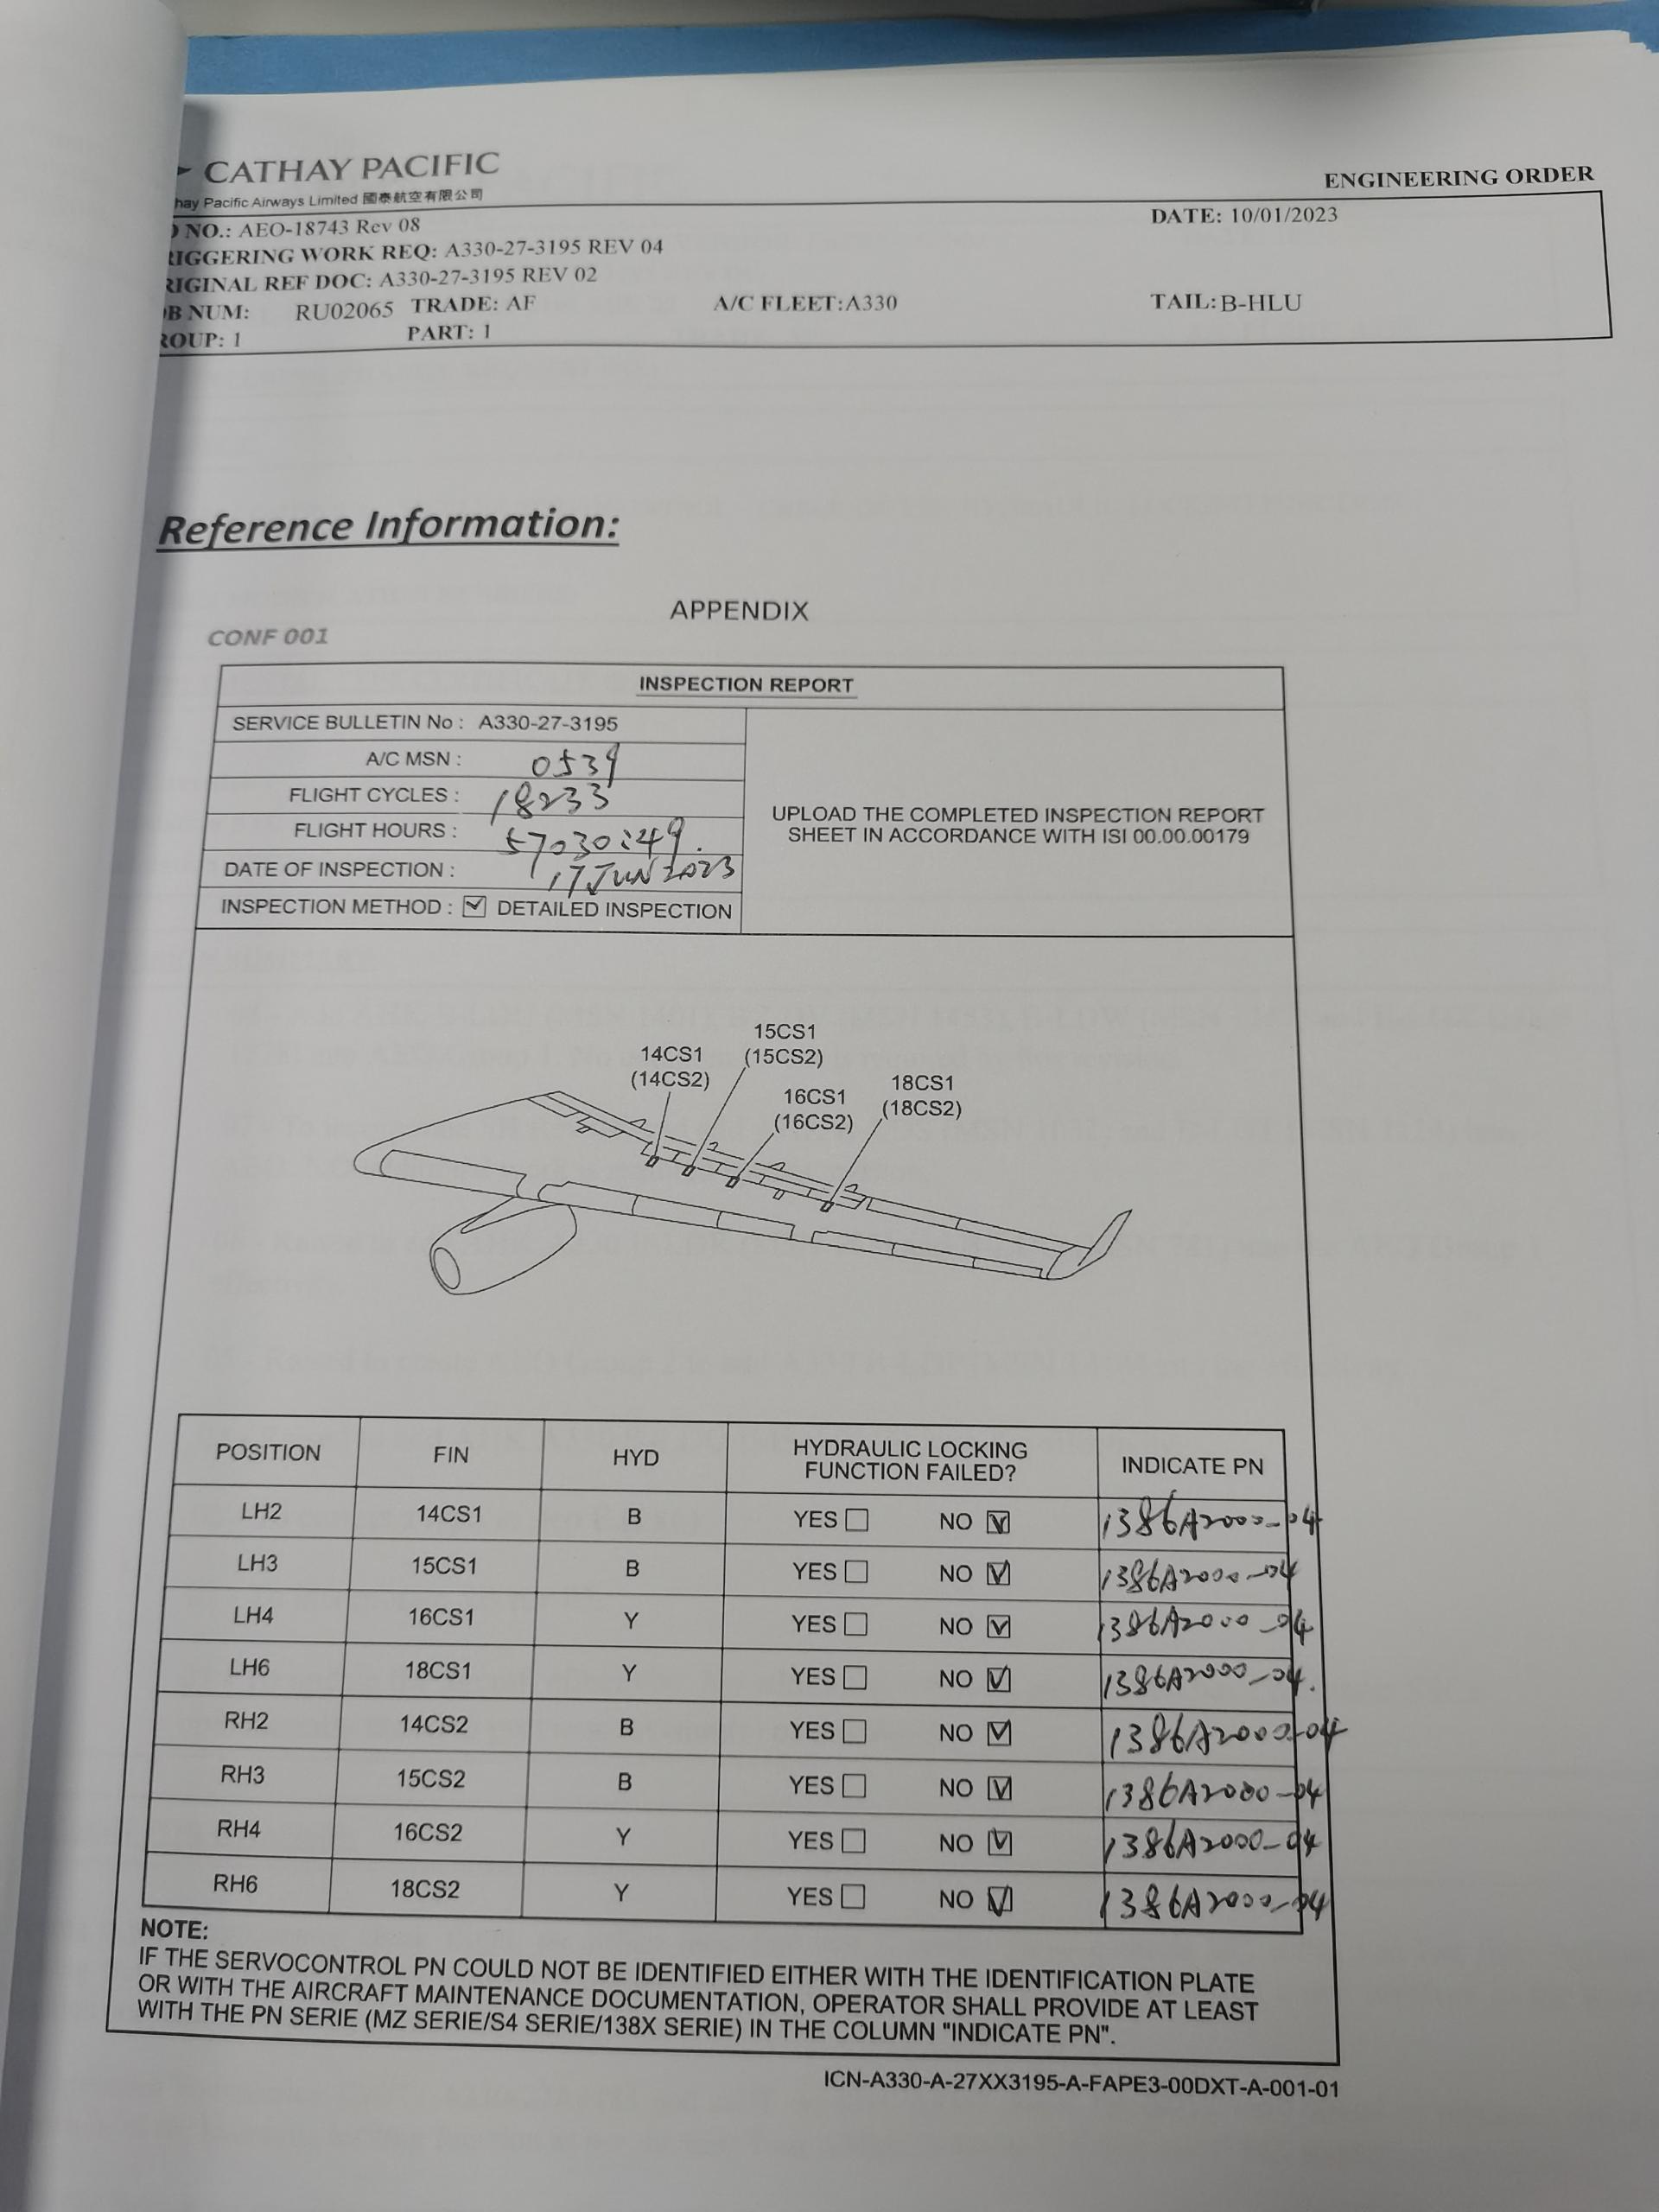 CATHAY PACIFIC
hay Pacific Airways Limited 國泰航空有限公司
ENGINEERING ORDER
NO.: AEO-18743 Rev 08
DATE: 10/01/2023
RIGGERING WORK REQ: A330-27-3195 REV 04
RIGINAL REF DOC: A330-27-3195 REV 02
B NUM: RU02065 TRADE: AF A/C FLEET:A330 TAIL:B-HLU
ROUP: 1 PART: 1
Reference Information:
APPENDIX
CONF 001
INSPECTION REPORT
SERVICE BULLETIN No : A330-27-3195
A/C MSN : 0539
FLIGHT CYCLES : 18233
FLIGHT HOURS : 57030:49.
DATE OF INSPECTION : 17 JUN 2023
INSPECTION METHOD : DETAILED INSPECTION
UPLOAD THE COMPLETED INSPECTION REPORT
SHEET IN ACCORDANCE WITH ISI 00.00.00179
14CS1
(14CS2)
15CS1
(15CS2)
16CS1
(16CS2)
18CS1
(18CS2)
POSITION FIN HYD HYDRAULIC LOCKING FUNCTION FAILED? INDICATE PN
LH2 14CS1 B YES NO 1386A2000-04
LH3 15CS1 B YES NO 1386A2000-04
LH4 16CS1 Y YES NO 1386A2000-04
LH6 18CS1 Y YES NO 1386A2000-04.
RH2 14CS2 B YES NO 1386A2000-04
RH3 15CS2 B YES NO 1386A2000-04
RH4 16CS2 Y YES NO 1386A2000-04
RH6 18CS2 Y YES NO 1386A2000-04
NOTE:
IF THE SERVOCONTROL PN COULD NOT BE IDENTIFIED EITHER WITH THE IDENTIFICATION PLATE
OR WITH THE AIRCRAFT MAINTENANCE DOCUMENTATION, OPERATOR SHALL PROVIDE AT LEAST
WITH THE PN SERIE (MZ SERIE/S4 SERIE/138X SERIE) IN THE COLUMN "INDICATE PN".
ICN-A330-A-27XX3195-A-FAPE3-00DXT-A-001-01